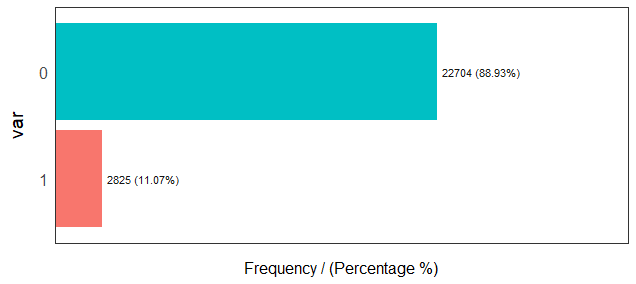 0
22704 (88.93%)
var
1
2825 (11.07%)
Frequency / (Percentage %)